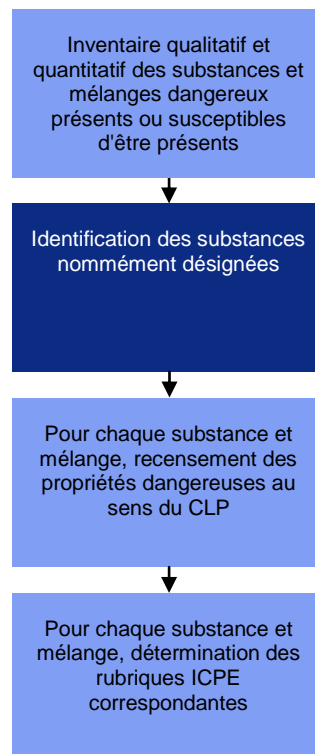 Inventaire qualitatif et
quantitatif des substances et
mélanges dangereux
présents ou susceptibles
d'être présents
Identification des substances
nommément désignées
Pour chaque substance et
mélange, recensement des
propriétés dangereuses au
sens du CLP
Pour chaque substance et
mélange, détermination des
rubriques ICPE
correspondantes